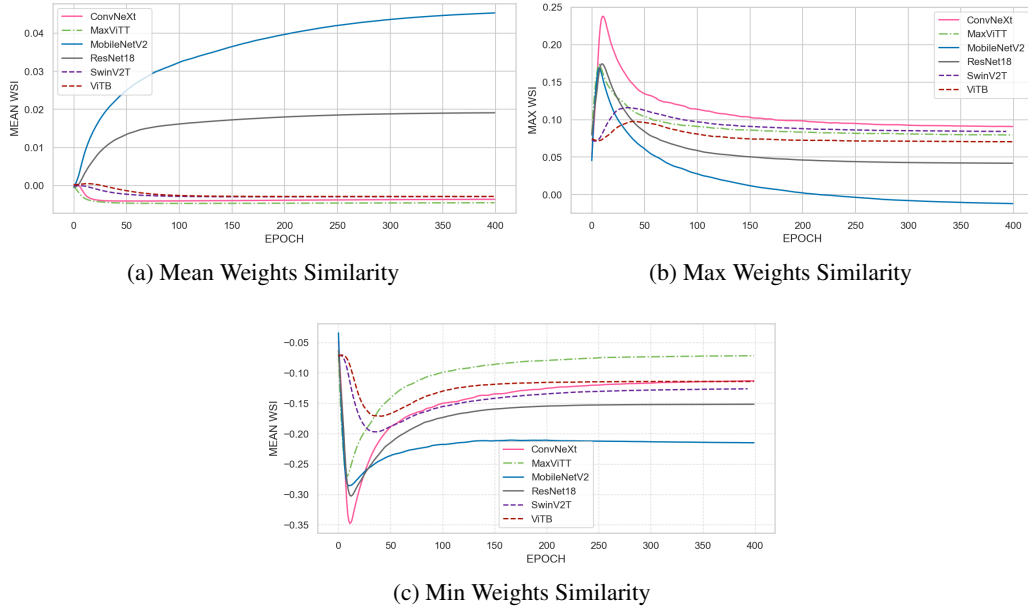 ConvNeXt
MaxViTT
MobileNetV2
ResNet18
SwinV2T
ViTB
0.04
0.03
0.02
0.01
0.00
MEAN WSI
0 50 100 150 200 250 300 350 400
EPOCH
(a) Mean Weights Similarity
ConvNeXt
MaxViTT
MobileNetV2
ResNet18
SwinV2T
ViTB
0.25
0.20
0.15
0.10
0.05
0.00
MAX WSI
0 50 100 150 200 250 300 350 400
EPOCH
(b) Max Weights Similarity
−0.05
−0.10
−0.15
−0.20
−0.25
−0.30
−0.35
MEAN WSI
ConvNeXt
MaxViTT
MobileNetV2
ResNet18
SwinV2T
ViTB
0 50 100 150 200 250 300 350 400
EPOCH
(c) Min Weights Similarity